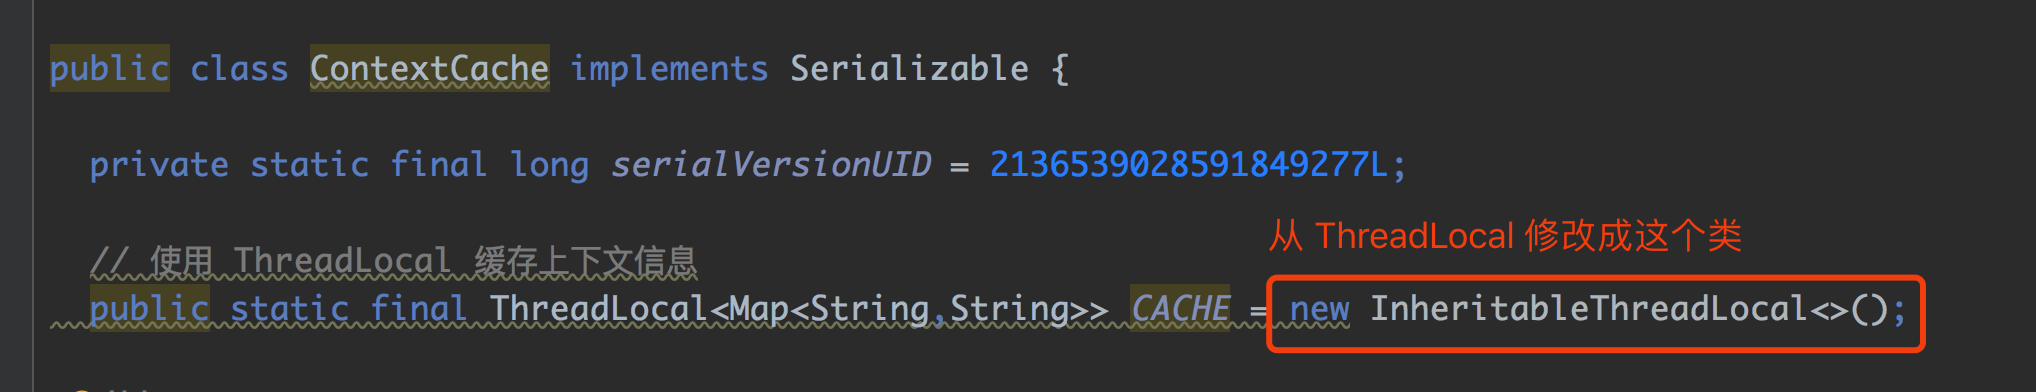 public class ContextCache implements Serializable {
private static final long serialVersionUID = 2136539028591849277L;
从 ThreadLocal 修改成这个类
// 使用 ThreadLocal 缓存上下文信息
public static final ThreadLocal<Map<String,String>> CACHE = new InheritableThreadLocal<>();